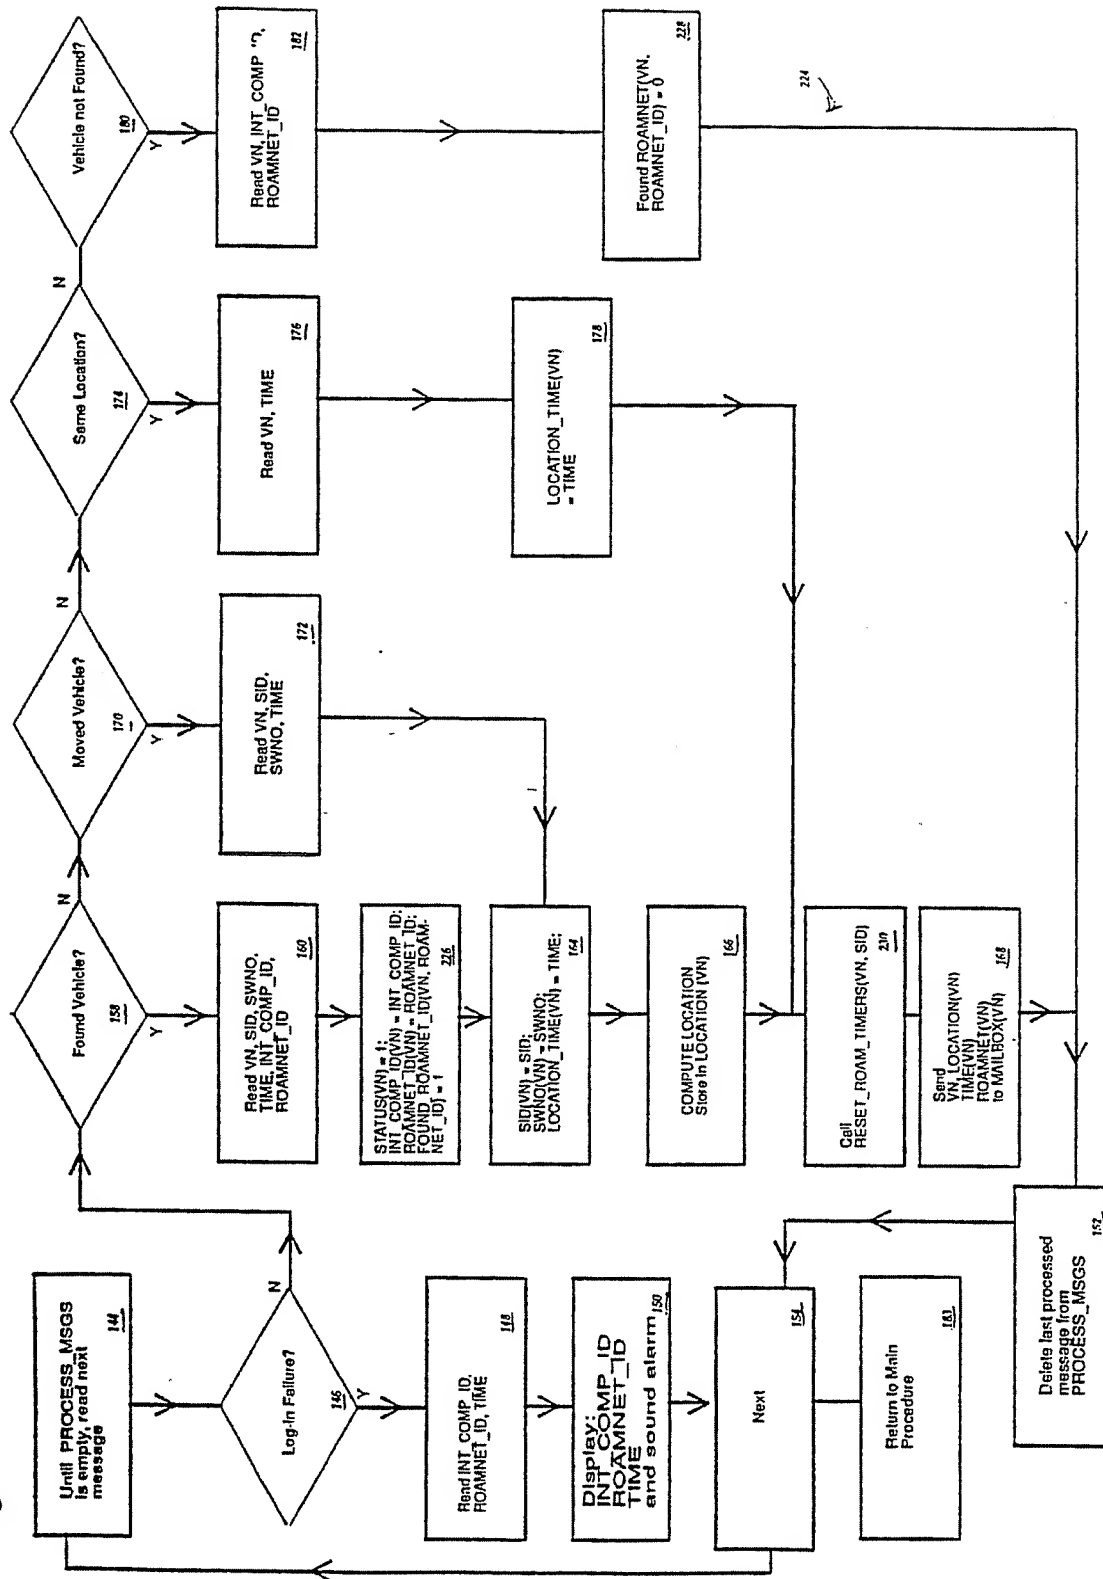 Until PROCESS_MSGS
is empty, read next
message
144
Log-In Failure?
146
N
Y
Read INT_COMP_ID,
ROAMNET_ID, TIME
148
Display:
INT_COMP_ID
ROAMNET_ID
TIME
and sound alarm
150
Next
154
Return to Main
Procedure
183
Delete last processed
message from
PROCESS_MSGS
152
Found Vehicle?
158
N
Y
Read VN, SID, SWNO,
TIME, INT_COMP_ID,
ROAMNET_ID
160
STATUS(VN) = 1;
INT_COMP_ID(VN) = INT_COMP_ID;
ROAMNET_ID(VN) = ROAMNET_ID;
FOUND_ROAMNET_ID(VN, ROAM-
NET_ID) = 1
226
SID(VN) = SID;
SWNO(VN) = SWNO;
LOCATION_TIME(VN) = TIME;
164
COMPUTE LOCATION
Store in LOCATION (VN)
166
Call
RESET_ROAM_TIMERS(VN, SID)
230
Send
VN, LOCATION(VN)
TIME(VN)
ROAMNET(VN)
to MAILBOX(VN)
168
Moved Vehicle?
170
N
Y
Read VN, SID,
SWNO, TIME
172
Same Location?
174
N
Y
Read VN, TIME
176
LOCATION_TIME(VN)
= TIME
178
Vehicle not Found?
180
Y
Read VN, INT_COMP
ROAMNET_ID
182
Found ROAMNET(VN,
ROAMNET_ID) = 0
228
224